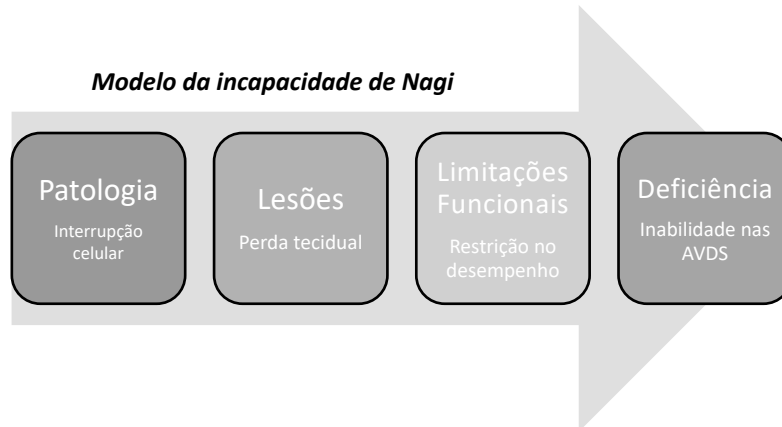 Modelo da incapacidade de Nagi
Patologia
Interrupção
celular
Lesões
Perda tecidual
Limitações
Funcionais
Restrição no
desempenho
Deficiência
Inabilidade nas
AVDS